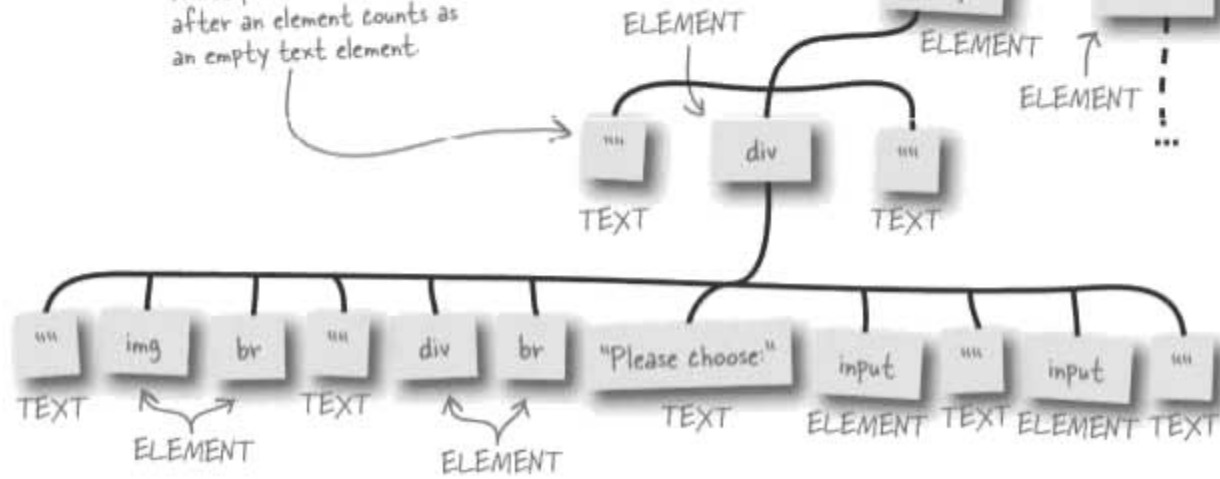 after an element counts as
an empty text element
ELEMENT
ELEMENT
ELEMENT
""
div
""
...
TEXT
TEXT
""
img
br
""
div
br
"Please choose:"
input
""
input
""
TEXT
TEXT
TEXT
ELEMENT
TEXT
ELEMENT
TEXT
ELEMENT
ELEMENT